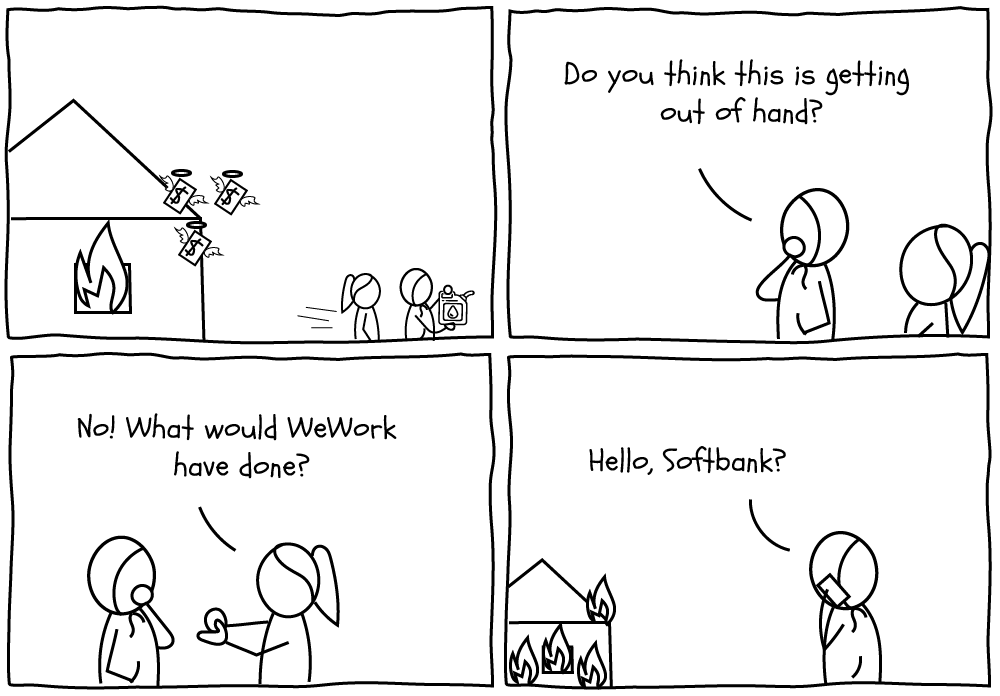 $
$
$
Do you think this is getting
out of hand?
No! What would WeWork
have done?
Hello, Softbank?